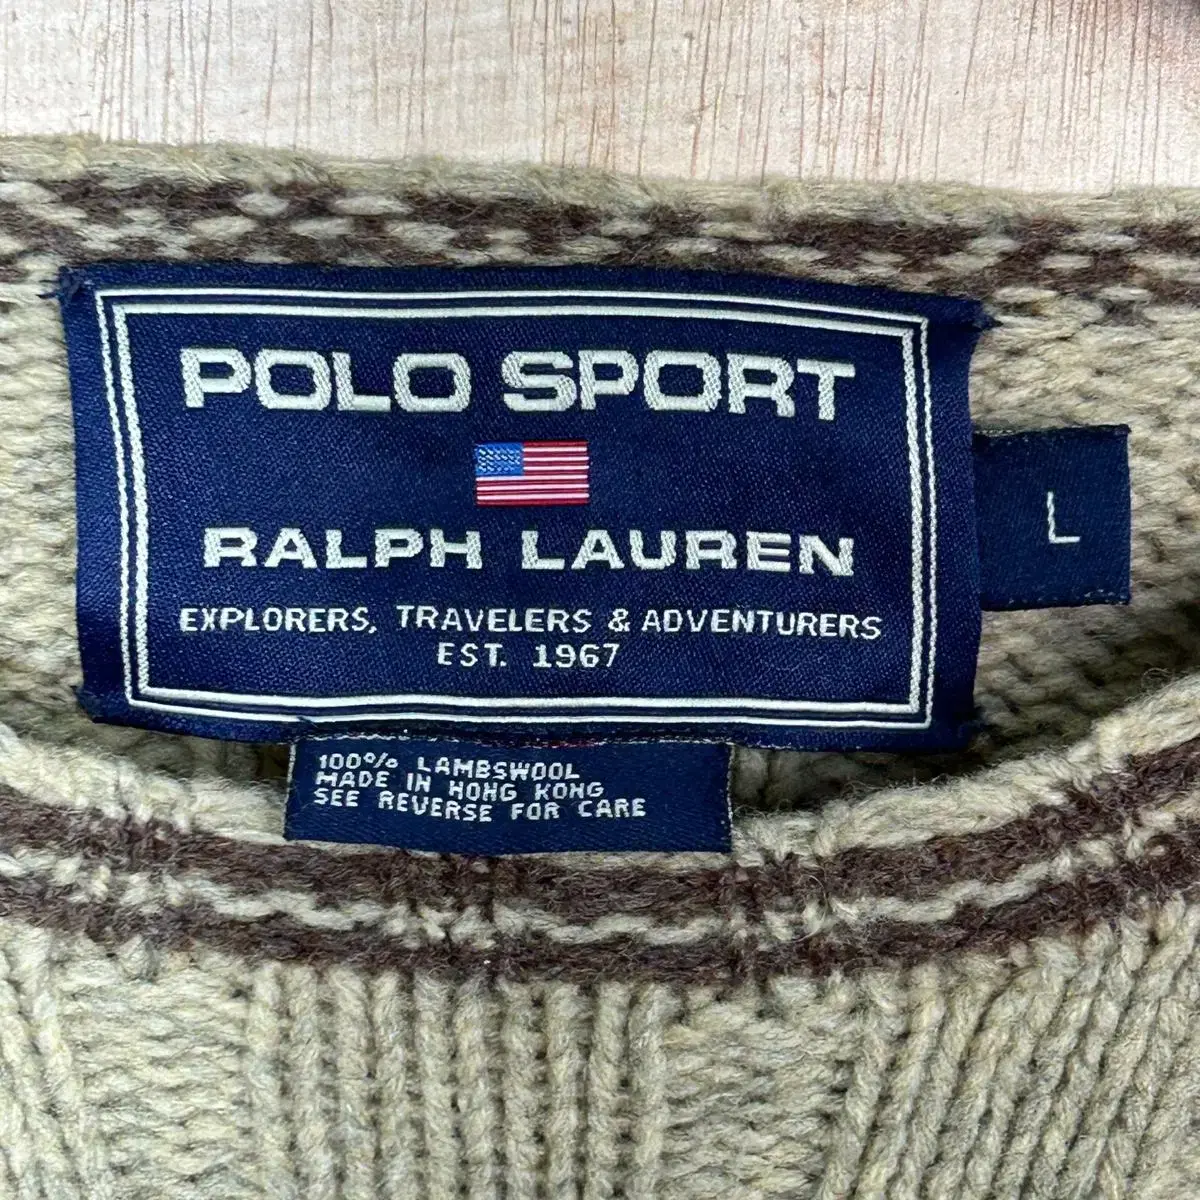 POLO SPORT
RALPH LAUREN
EXPLORERS, TRAVELERS & ADVENTURERS
EST. 1967
L
100% LAMBSWOOL
MADE IN HONG KONG
SEE REVERSE FOR CARE